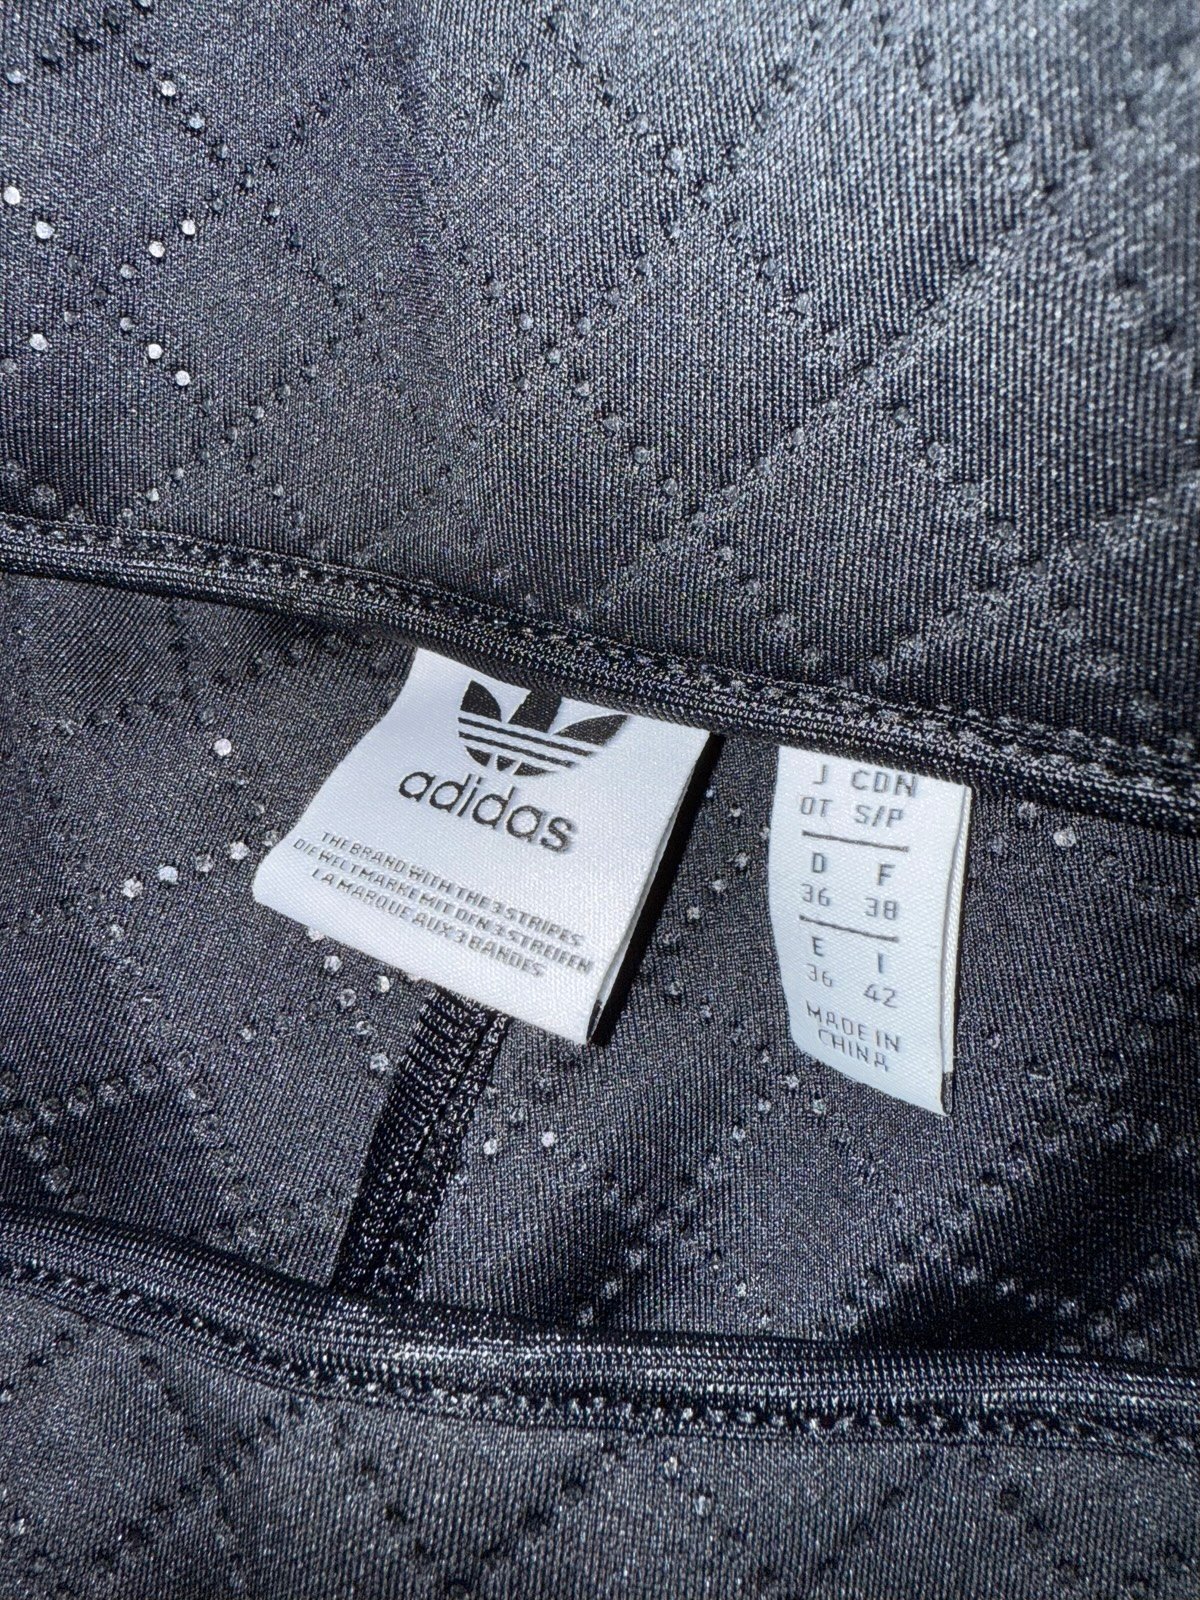 adidas
THE BRAND WITH THE 3 STRIPES
DIE WELTMARKE MIT DEN 3 STREIFEN
LA MARQUE AUX 3 BANDES
J CDN
OT S/P
D F
36 38
E I
36 42
MADE IN
CHINA